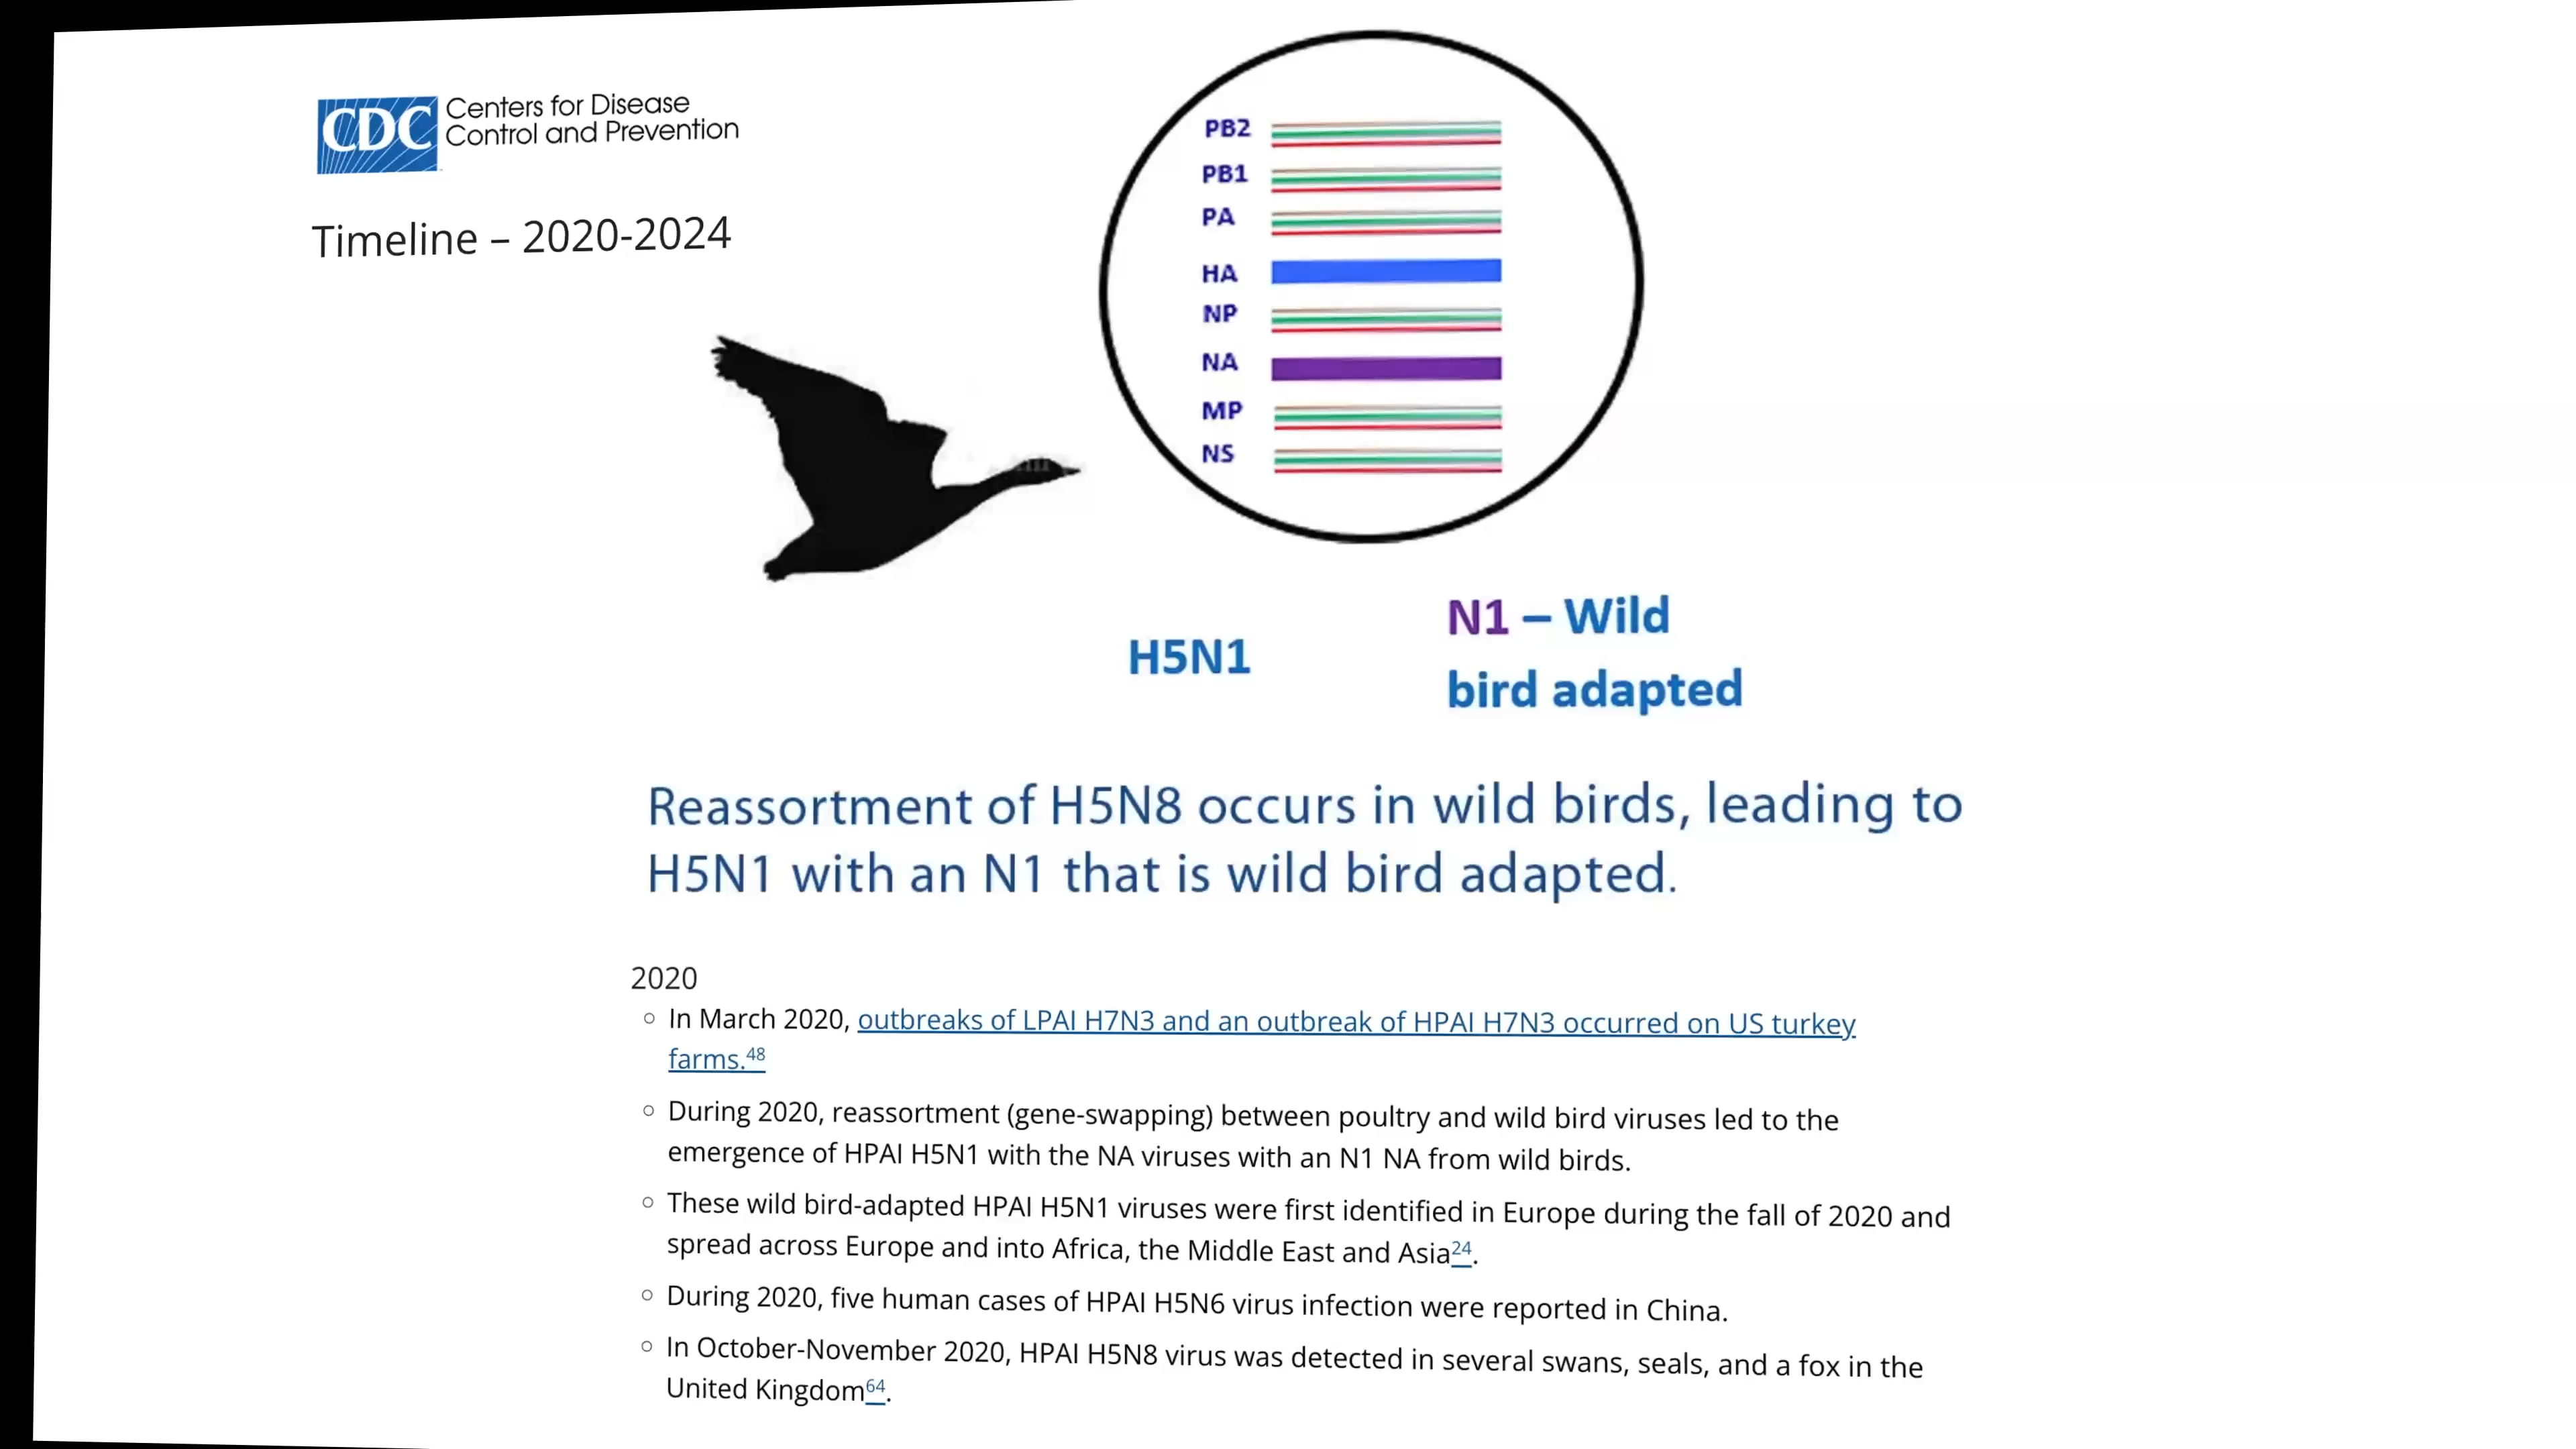 CDC
Centers for Disease
Control and Prevention
Timeline – 2020-2024
PB2
PB1
PA
HA
NP
NA
MP
NS
H5N1
N1 – Wild
bird adapted
Reassortment of H5N8 occurs in wild birds, leading to
H5N1 with an N1 that is wild bird adapted.
2020
In March 2020, outbreaks of LPAI H7N3 and an outbreak of HPAI H7N3 occurred on US turkey
farms.48
During 2020, reassortment (gene-swapping) between poultry and wild bird viruses led to the
emergence of HPAI H5N1 with the NA viruses with an N1 NA from wild birds.
These wild bird-adapted HPAI H5N1 viruses were first identified in Europe during the fall of 2020 and
spread across Europe and into Africa, the Middle East and Asia24.
During 2020, five human cases of HPAI H5N6 virus infection were reported in China.
In October-November 2020, HPAI H5N8 virus was detected in several swans, seals, and a fox in the
United Kingdom64.